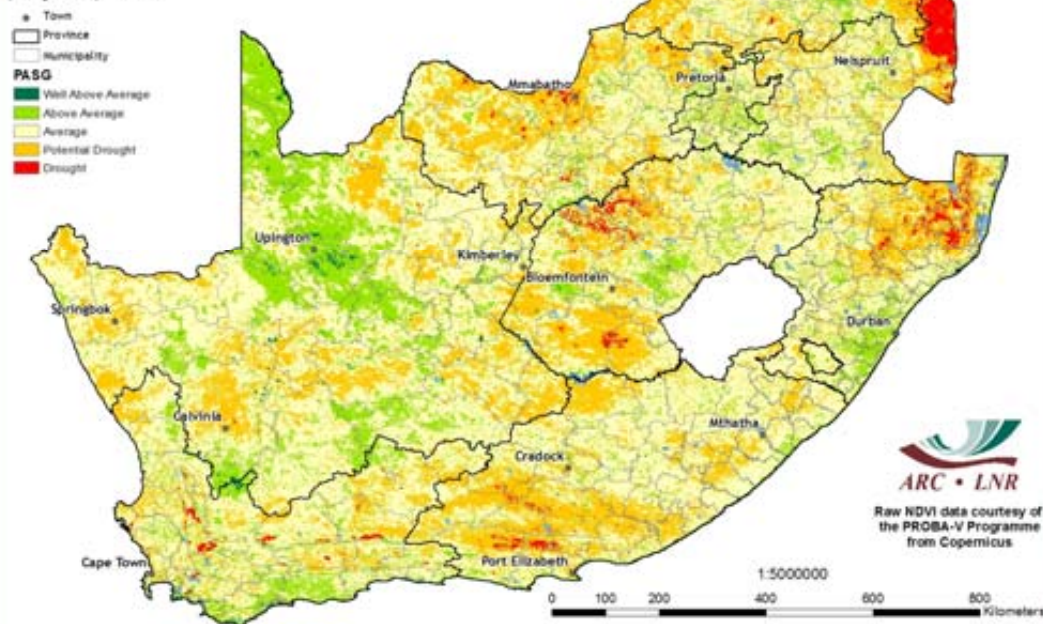 Town
Province
Municipality
PASG
Well Above Average
Above Average
Average
Potential Drought
Drought
Nelspruit
Pretoria
Mmabatho
Upington
Kimberley
Bloemfontein
Springbok
Durban
Calvinia
Mthatha
Cradock
Cape Town
Port Elizabeth
ARC • LNR
Raw NDVI data courtesy of
the PROBA-V Programme
from Copernicus
1:5000000
0 100 200 400 600 800
Kilometers